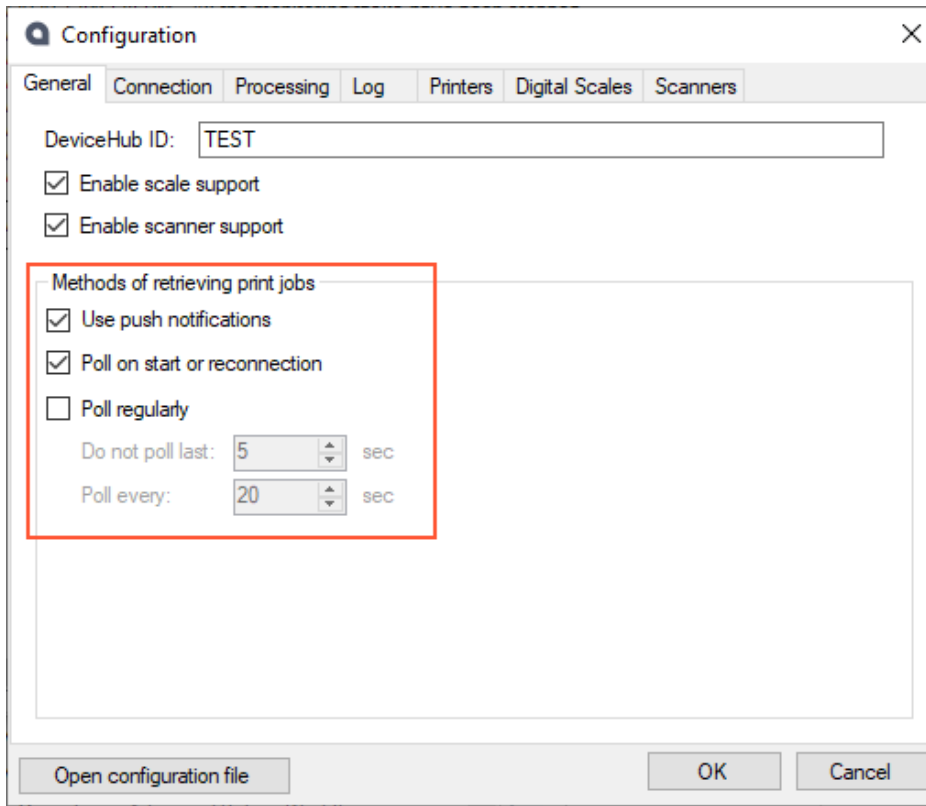 Configuration
General Connection Processing Log Printers Digital Scales Scanners
DeviceHub ID: TEST
Enable scale support
Enable scanner support
Methods of retrieving print jobs
Use push notifications
Poll on start or reconnection
Poll regularly
Do not poll last: 5 sec
Poll every: 20 sec
Open configuration file OK Cancel